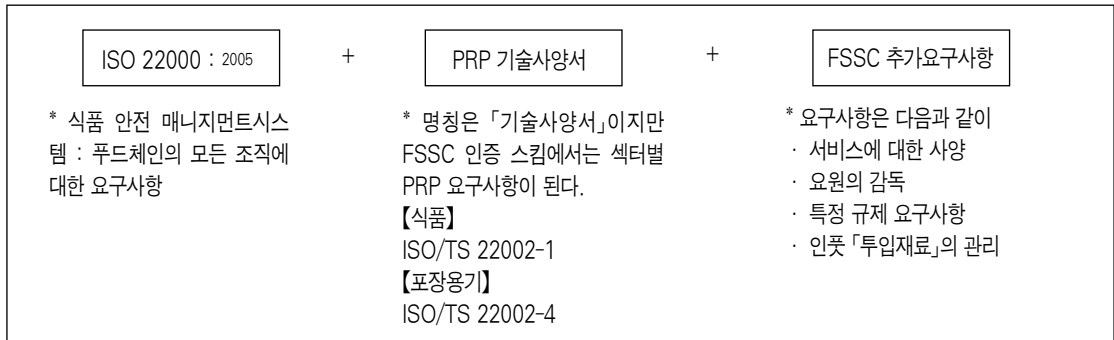 ISO 22000 : 2005
+
PRP 기술사양서
+
FSSC 추가요구사항
* 식품 안전 매니지먼트시스
템 : 푸드체인의 모든 조직에
대한 요구사항
* 명칭은 「기술사양서」이지만
FSSC 인증 스킴에서는 섹터별
PRP 요구사항이 된다.
【식품】
ISO/TS 22002-1
【포장용기】
ISO/TS 22002-4
* 요구사항은 다음과 같이
· 서비스에 대한 사양
· 요원의 감독
· 특정 규제 요구사항
· 인풋 「투입재료」의 관리